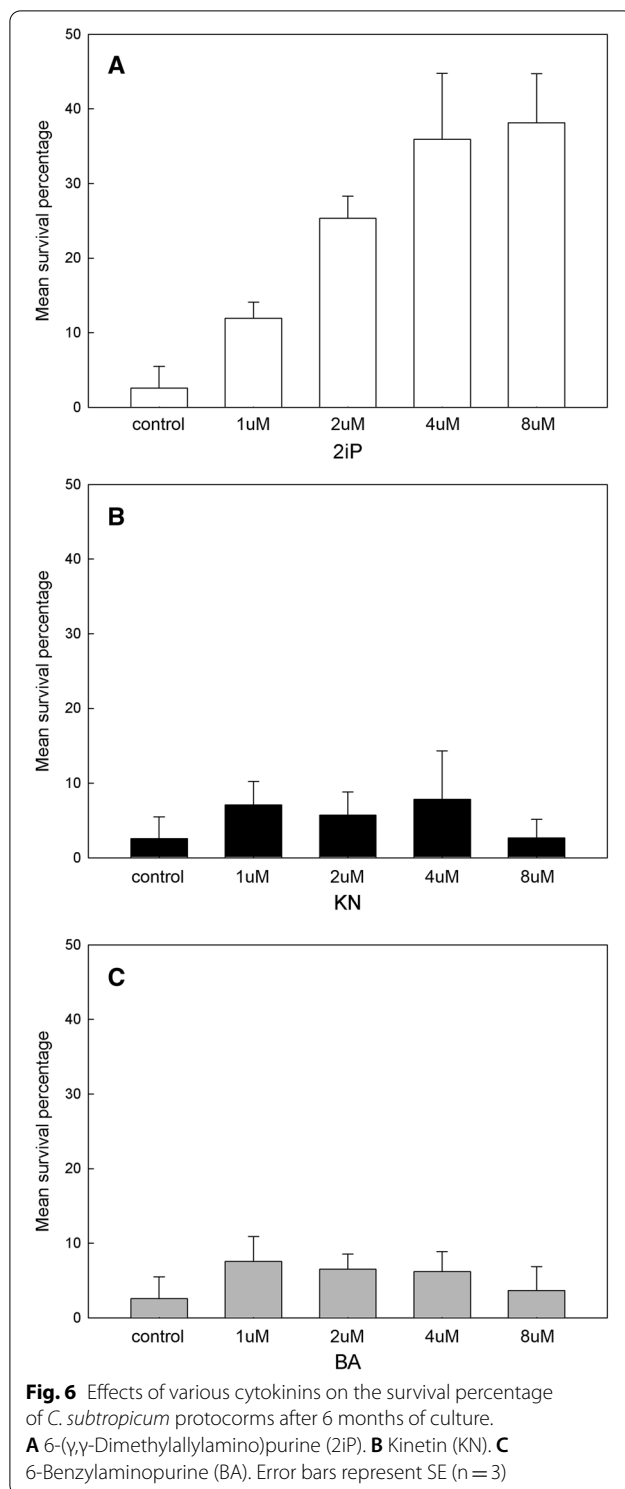 A
50
40
30
20
10
0
Mean survival percentage
control 1uM 2uM 4uM 8uM
2iP
B
50
40
30
20
10
0
Mean survival percentage
control 1uM 2uM 4uM 8uM
KN
C
50
40
30
20
10
0
Mean survival percentage
control 1uM 2uM 4uM 8uM
BA
Fig. 6 Effects of various cytokinins on the survival percentage
of C. subtropicum protocorms after 6 months of culture.
A 6-(γ,γ-Dimethylallylamino)purine (2iP). B Kinetin (KN). C
6-Benzylaminopurine (BA). Error bars represent SE (n = 3)